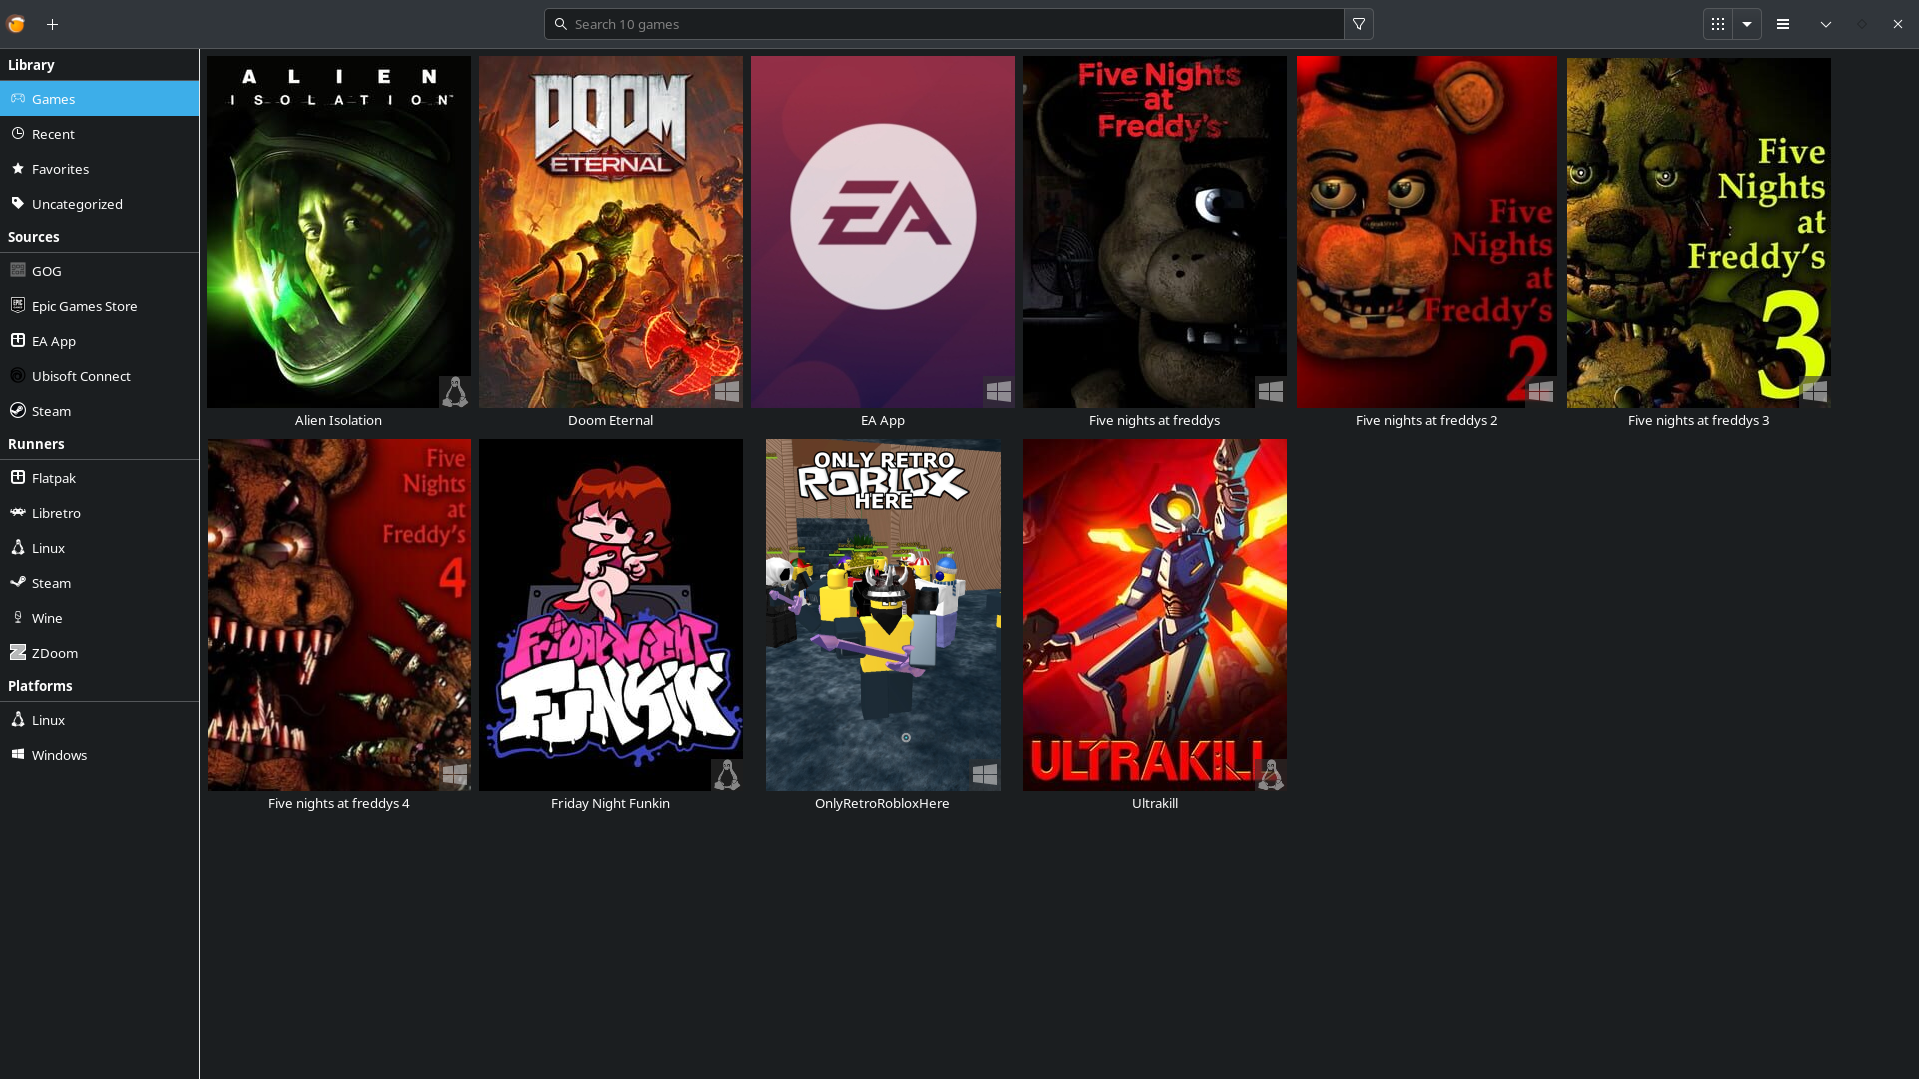 Search 10 games
Library
Games
Recent
Favorites
Uncategorized
Sources
GOG
Epic Games Store
EA App
Ubisoft Connect
Steam
Runners
Flatpak
Libretro
Linux
Steam
Wine
ZDoom
Platforms
Linux
Windows
ALIEN
ISOLATION™
Alien Isolation
DOOM
ETERNAL
Doom Eternal
EA
EA App
Five Nights
at
Freddy's
Five nights at freddys
Five
Nights
at
Freddy's
2
Five nights at freddys 2
Five
Nights
at
Freddy's
3
Five nights at freddys 3
Five
Nights
at
Freddy's
4
Five nights at freddys 4
FRIDAY NIGHT
FUNKIN
Friday Night Funkin
ONLY RETRO
ROBLOX
HERE
OnlyRetroRobloxHere
ULTRAKILL
Ultrakill